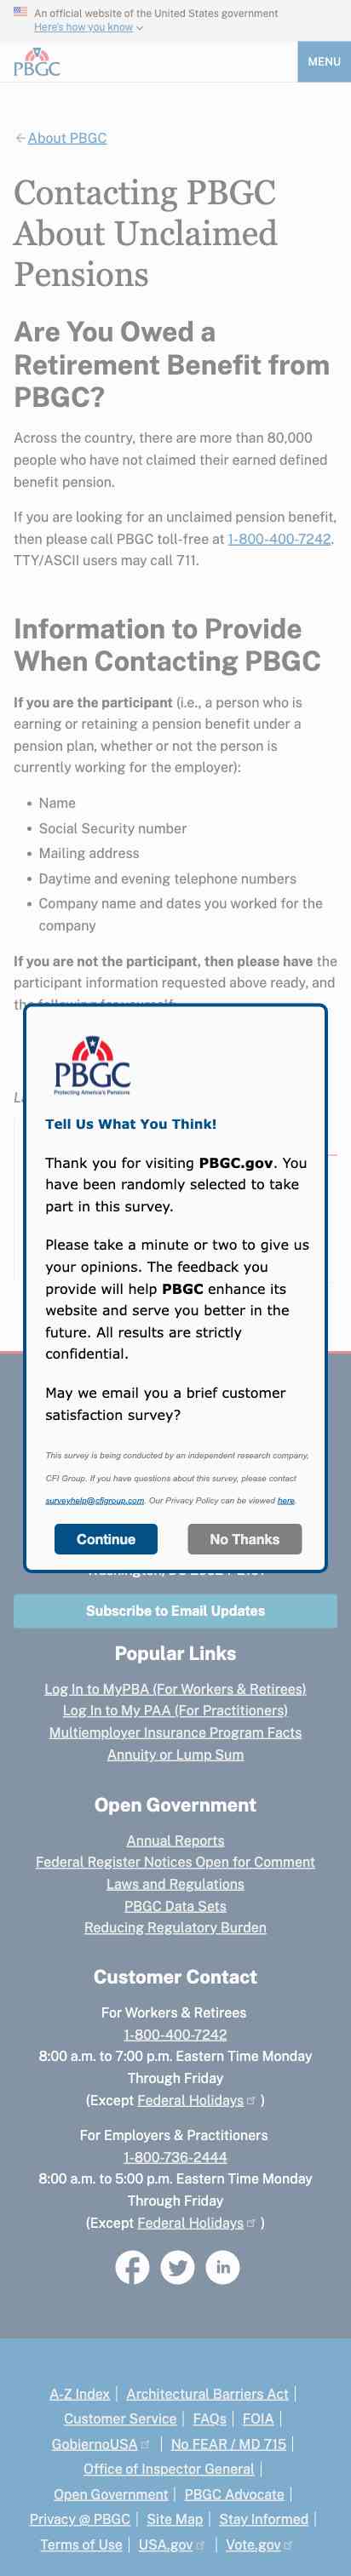 An official website of the United States government
Here's how you know
PBGC
MENU
About PBGC
Contacting PBGC
About Unclaimed
Pensions
Are You Owed a
Retirement Benefit from
PBGC?
Across the country, there are more than 80,000
people who have not claimed their earned defined
benefit pension.
If you are looking for an unclaimed pension benefit,
then please call PBGC toll-free at 1-800-400-7242.
TTY/ASCII users may call 711.
Information to Provide
When Contacting PBGC
If you are the participant (i.e., a person who is
earning or retaining a pension benefit under a
pension plan, whether or not the person is
currently working for the employer):
• Name
• Social Security number
• Mailing address
• Daytime and evening telephone numbers
• Company name and dates you worked for the
company
If you are not the participant, then please have the
participant information requested above ready, and
PBGC
Protecting America's Pensions
Tell Us What You Think!
Thank you for visiting PBGC.gov. You
have been randomly selected to take
part in this survey.
Please take a minute or two to give us
your opinions. The feedback you
provide will help PBGC enhance its
website and serve you better in the
future. All results are strictly
confidential.
May we email you a brief customer
satisfaction survey?
This survey is being conducted by an independent research company,
CFI Group. If you have questions about this survey, please contact
surveyhelp@cfigroup.com. Our Privacy Policy can be viewed here.
Continue
No Thanks
Subscribe to Email Updates
Popular Links
Log In to MyPBA (For Workers & Retirees)
Log In to My PAA (For Practitioners)
Multiemployer Insurance Program Facts
Annuity or Lump Sum
Open Government
Annual Reports
Federal Register Notices Open for Comment
Laws and Regulations
PBGC Data Sets
Reducing Regulatory Burden
Customer Contact
For Workers & Retirees
1-800-400-7242
8:00 a.m. to 7:00 p.m. Eastern Time Monday
Through Friday
(Except Federal Holidays )
For Employers & Practitioners
1-800-736-2444
8:00 a.m. to 5:00 p.m. Eastern Time Monday
Through Friday
(Except Federal Holidays )
in
A-Z Index | Architectural Barriers Act |
Customer Service | FAQs | FOIA |
GobiernoUSA | No FEAR / MD 715 |
Office of Inspector General |
Open Government | PBGC Advocate |
Privacy @ PBGC | Site Map | Stay Informed |
Terms of Use | USA.gov | Vote.gov